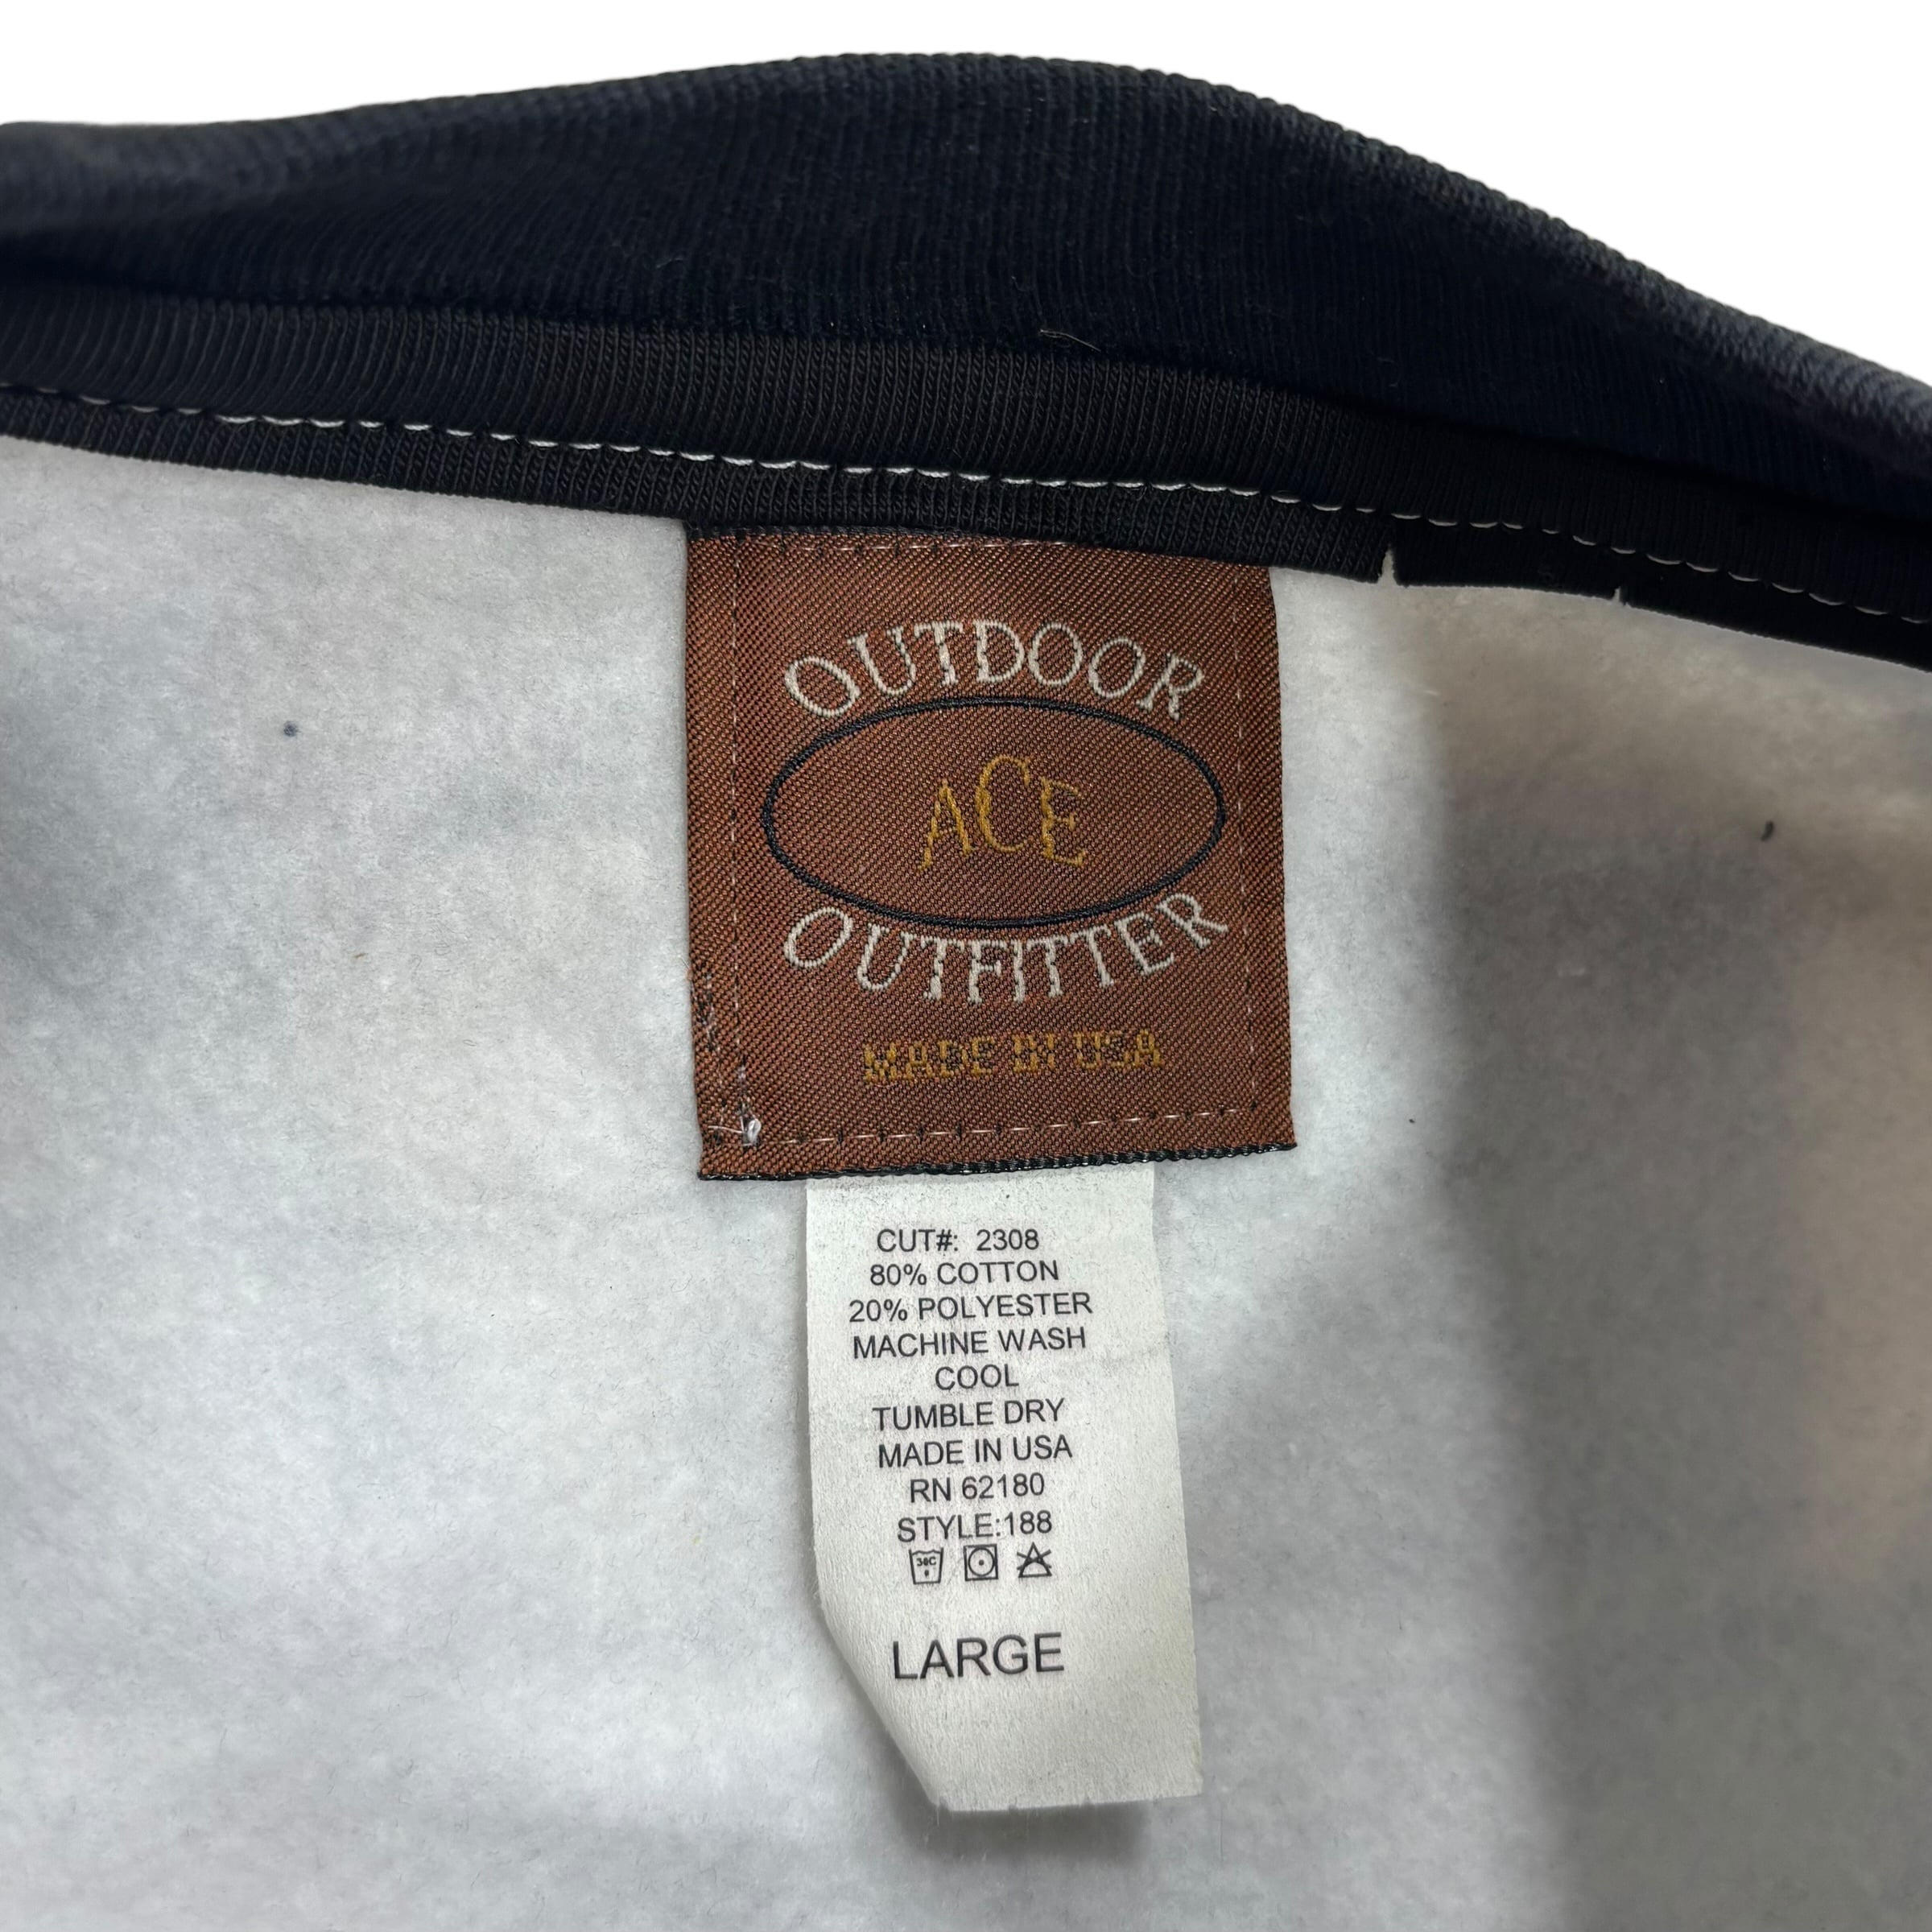 OUTDOOR
ACE
OUTFITTER
MADE IN USA
CUT#: 2308
80% COTTON
20% POLYESTER
MACHINE WASH
COOL
TUMBLE DRY
MADE IN USA
RN 62180
STYLE:188
30C
LARGE